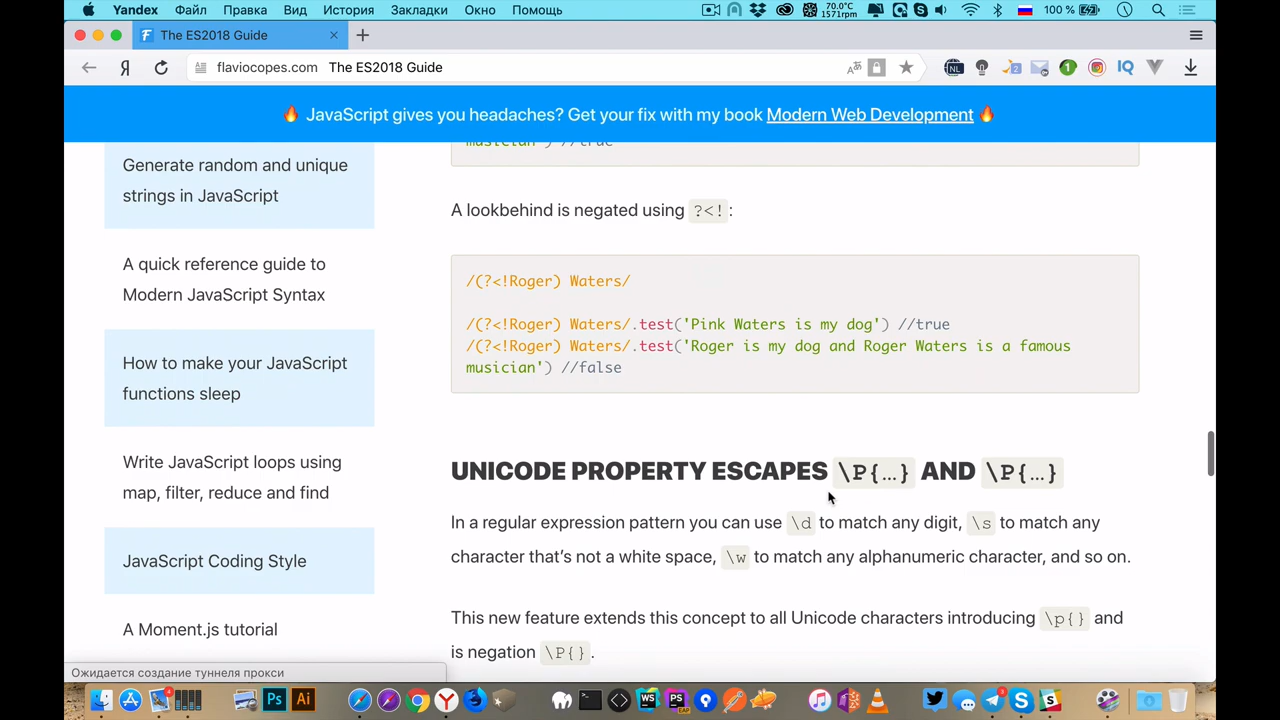 Yandex Файл Правка Вид История Закладки Окно Помощь 70.0°C 1571rpm 100 %
The ES2018 Guide
Я flaviocopes.com The ES2018 Guide
🔥 JavaScript gives you headaches? Get your fix with my book Modern Web Development 🔥
Generate random and unique
strings in JavaScript
A quick reference guide to
Modern JavaScript Syntax
How to make your JavaScript
functions sleep
Write JavaScript loops using
map, filter, reduce and find
JavaScript Coding Style
A Moment.js tutorial
musician') //true
A lookbehind is negated using ?<!:
/(?<!Roger) Waters/
/(?<!Roger) Waters/.test('Pink Waters is my dog') //true
/(?<!Roger) Waters/.test('Roger is my dog and Roger Waters is a famous
musician') //false
UNICODE PROPERTY ESCAPES \P{…} AND \P{…}
In a regular expression pattern you can use \d to match any digit, \s to match any
character that’s not a white space, \w to match any alphanumeric character, and so on.
This new feature extends this concept to all Unicode characters introducing \p{} and
is negation \P{}.
Ожидается создание туннеля прокси